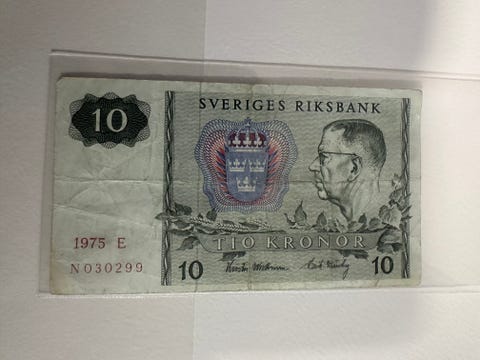 10
SVERIGES RIKSBANK
TIO KRONOR
1975 E
N030299
10
10